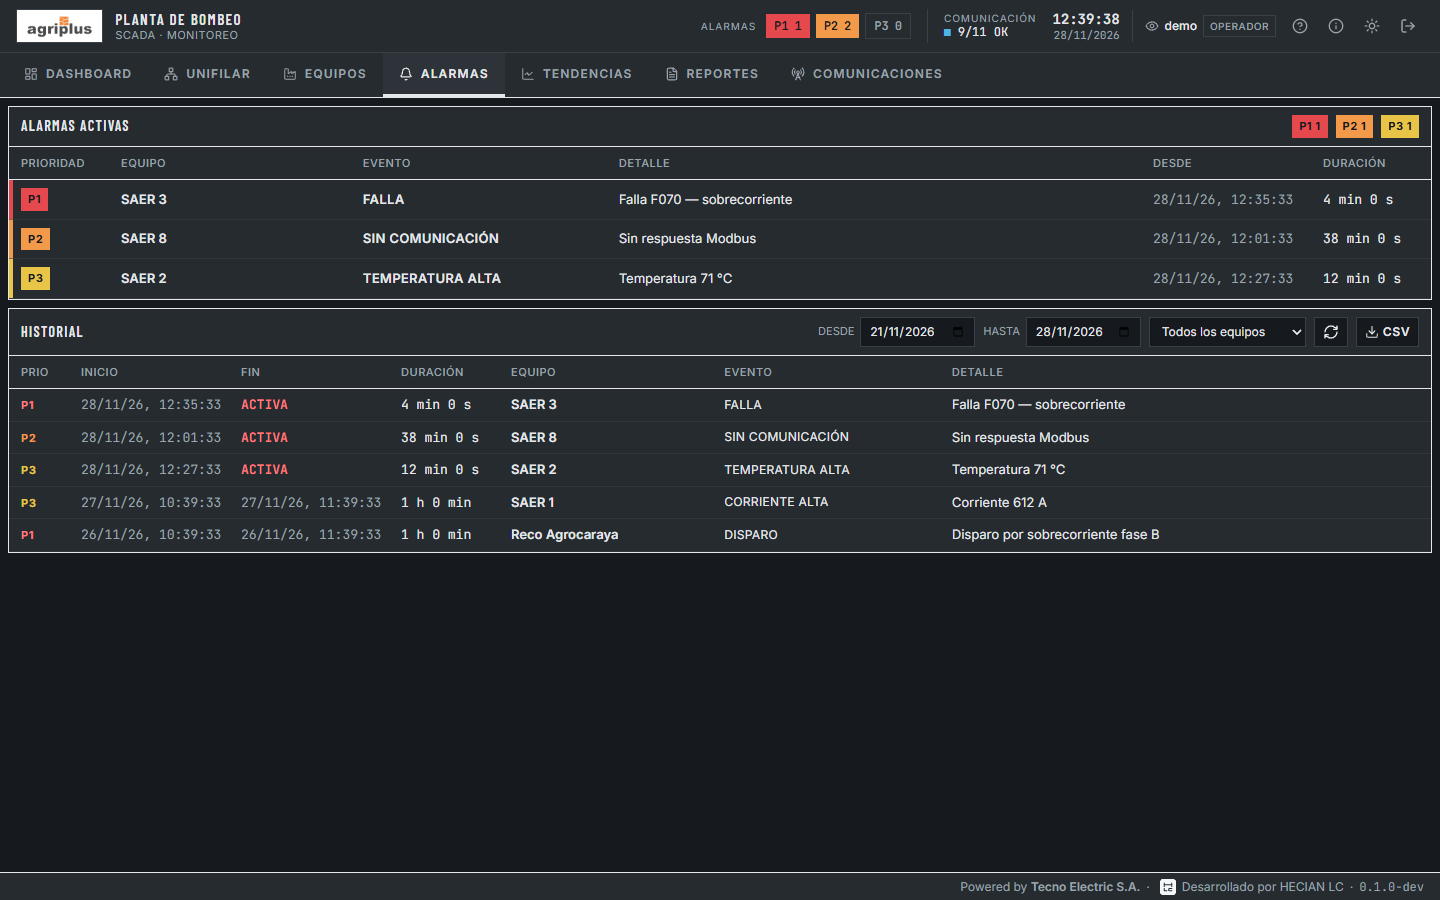 agriplus
PLANTA DE BOMBEO
SCADA · MONITOREO
ALARMAS P1 1 P2 2 P3 0
COMUNICACIÓN
9/11 OK
12:39:38
28/11/2026
demo OPERADOR
DASHBOARD UNIFILAR EQUIPOS ALARMAS TENDENCIAS REPORTES COMUNICACIONES
ALARMAS ACTIVAS P1 1 P2 1 P3 1
PRIORIDAD EQUIPO EVENTO DETALLE DESDE DURACIÓN
P1 SAER 3 FALLA Falla F070 — sobrecorriente 28/11/26, 12:35:33 4 min 0 s
P2 SAER 8 SIN COMUNICACIÓN Sin respuesta Modbus 28/11/26, 12:01:33 38 min 0 s
P3 SAER 2 TEMPERATURA ALTA Temperatura 71 °C 28/11/26, 12:27:33 12 min 0 s
HISTORIAL DESDE 21/11/2026 HASTA 28/11/2026 Todos los equipos CSV
PRIO INICIO FIN DURACIÓN EQUIPO EVENTO DETALLE
P1 28/11/26, 12:35:33 ACTIVA 4 min 0 s SAER 3 FALLA Falla F070 — sobrecorriente
P2 28/11/26, 12:01:33 ACTIVA 38 min 0 s SAER 8 SIN COMUNICACIÓN Sin respuesta Modbus
P3 28/11/26, 12:27:33 ACTIVA 12 min 0 s SAER 2 TEMPERATURA ALTA Temperatura 71 °C
P3 27/11/26, 10:39:33 27/11/26, 11:39:33 1 h 0 min SAER 1 CORRIENTE ALTA Corriente 612 A
P1 26/11/26, 10:39:33 26/11/26, 11:39:33 1 h 0 min Reco Agrocaraya DISPARO Disparo por sobrecorriente fase B
Powered by Tecno Electric S.A. · Desarrollado por HECIAN LC · 0.1.0-dev